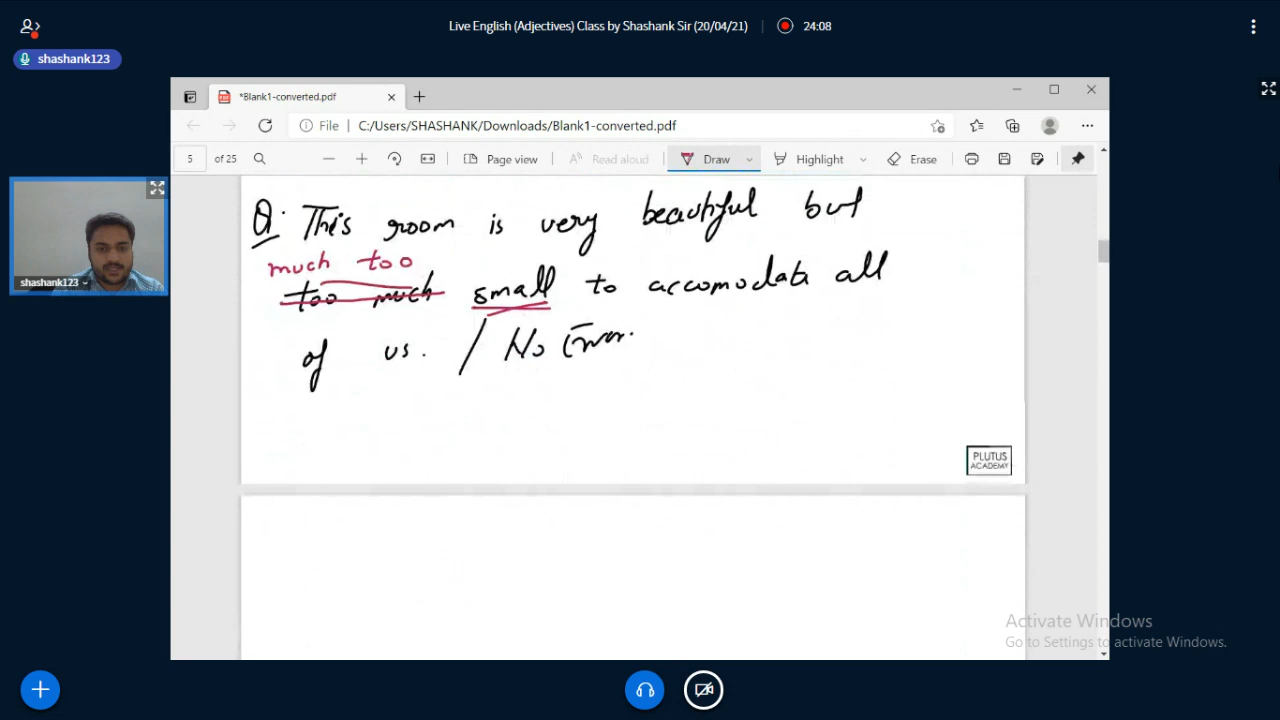 Live English (Adjectives) Class by Shashank Sir (20/04/21)
24:08
shashank123
*Blank1-converted.pdf
File C:/Users/SHASHANK/Downloads/Blank1-converted.pdf
5 of 25
Page view
Read aloud
Draw
Highlight
Erase
Q. This room is very beautiful but
much too
too much small to accomodate all
of us. / No Error.
shashank123
PLUTUS
ACADEMY
Activate Windows
Go to Settings to activate Windows.